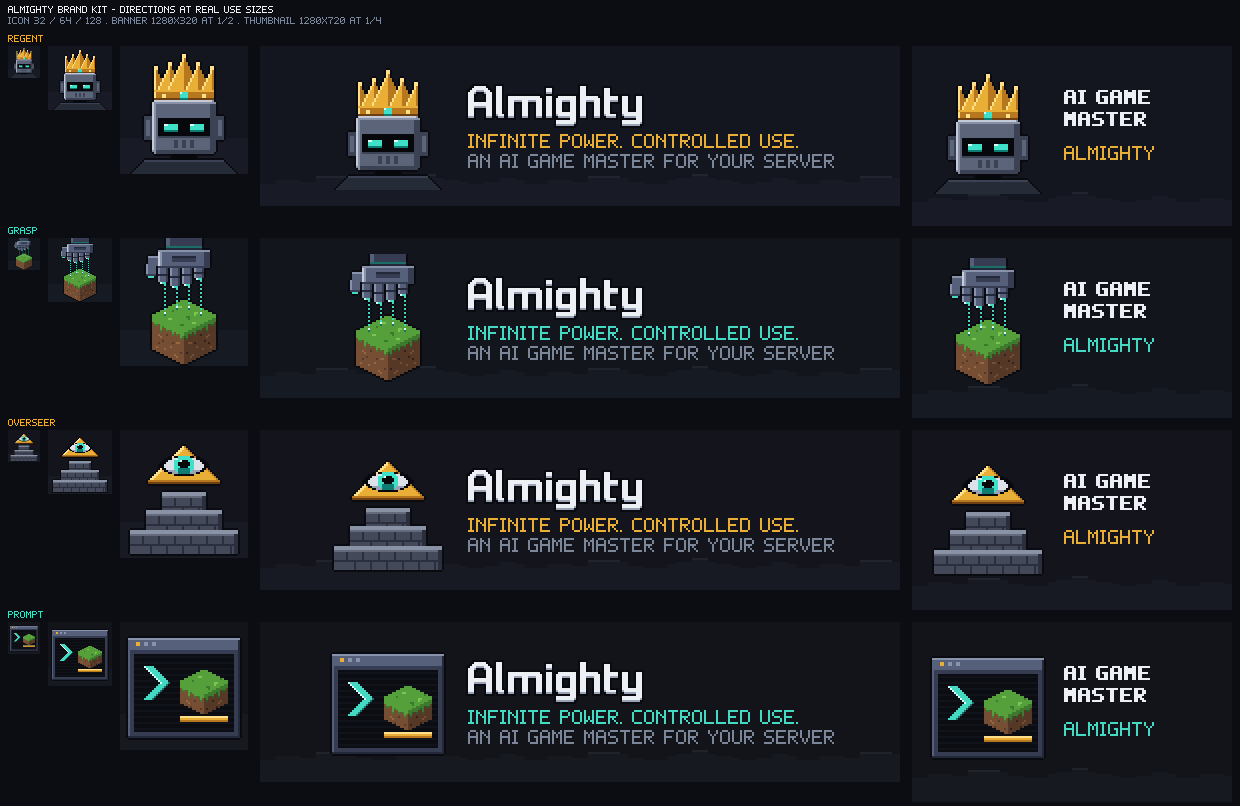 ALMIGHTY BRAND KIT - DIRECTIONS AT REAL USE SIZES
ICON 32 / 64 / 128 . BANNER 1280X320 AT 1/2 . THUMBNAIL 1280X720 AT 1/4
REGENT
Almighty
INFINITE POWER. CONTROLLED USE.
AN AI GAME MASTER FOR YOUR SERVER
AI GAME
MASTER
ALMIGHTY
GRASP
Almighty
INFINITE POWER. CONTROLLED USE.
AN AI GAME MASTER FOR YOUR SERVER
AI GAME
MASTER
ALMIGHTY
OVERSEER
Almighty
INFINITE POWER. CONTROLLED USE.
AN AI GAME MASTER FOR YOUR SERVER
AI GAME
MASTER
ALMIGHTY
PROMPT
Almighty
INFINITE POWER. CONTROLLED USE.
AN AI GAME MASTER FOR YOUR SERVER
AI GAME
MASTER
ALMIGHTY